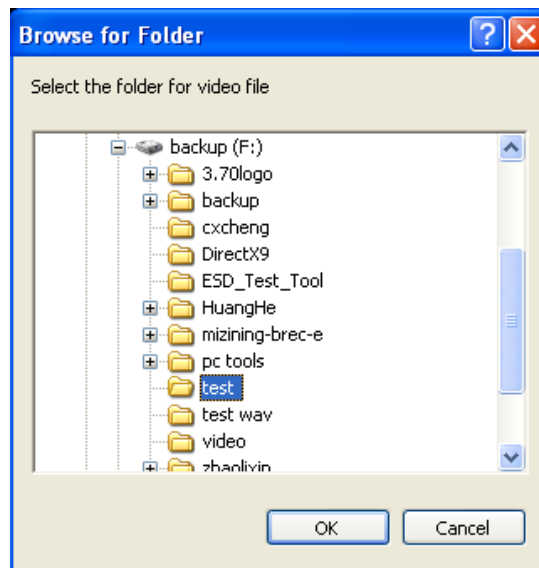 Browse for Folder
Select the folder for video file
backup (F:)
3.70logo
backup
cxcheng
DirectX9
ESD_Test_Tool
HuangHe
mizining-brec-e
pc tools
test
test wav
video
zhaolixin
OK
Cancel